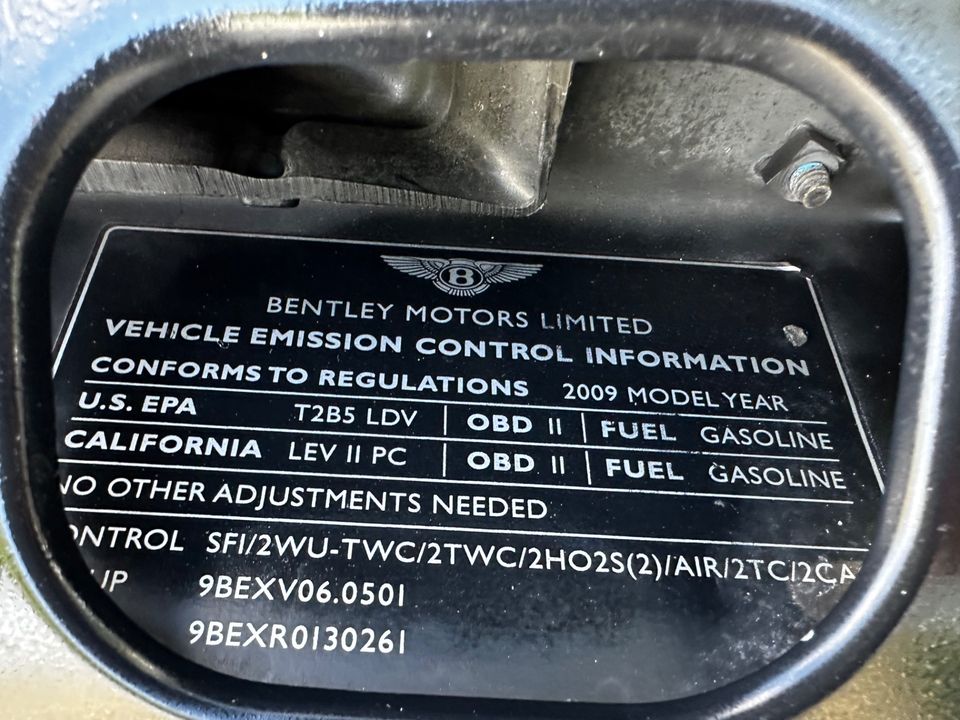 B
BENTLEY MOTORS LIMITED
VEHICLE EMISSION CONTROL INFORMATION
CONFORMS TO REGULATIONS 2009 MODEL YEAR
U.S. EPA T2B5 LDV OBD II FUEL GASOLINE
CALIFORNIA LEV II PC OBD II FUEL GASOLINE
NO OTHER ADJUSTMENTS NEEDED
ONTROL SFI/2WU-TWC/2TWC/2HO2S(2)/AIR/2TC/2CA
UP 9BEXV06.0501
9BEXR0130261